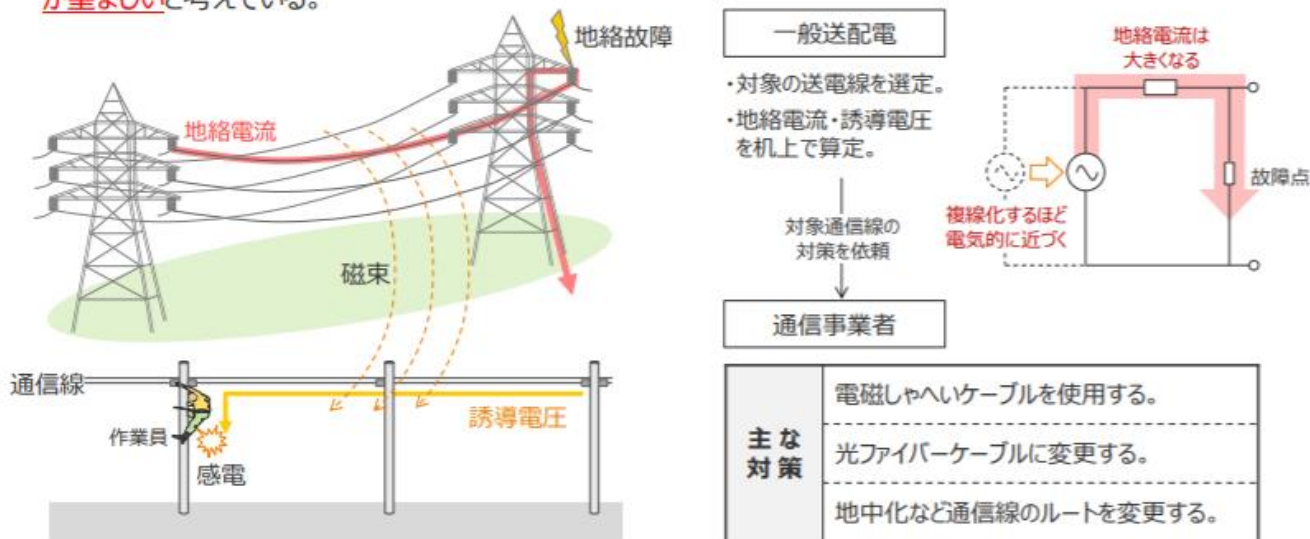 が望ましいと考えている。
地絡故障
地絡電流
磁束
通信線
誘導電圧
作業員
感電
一般送配電
・対象の送電線を選定。
・地絡電流・誘導電圧
を机上で算定。
対象通信線の
対策を依頼
通信事業者
地絡電流は
大きくなる
故障点
複線化するほど
電気的に近づく
主な
対策
電磁しゃへいケーブルを使用する。
光ファイバーケーブルに変更する。
地中化など通信線のルートを変更する。